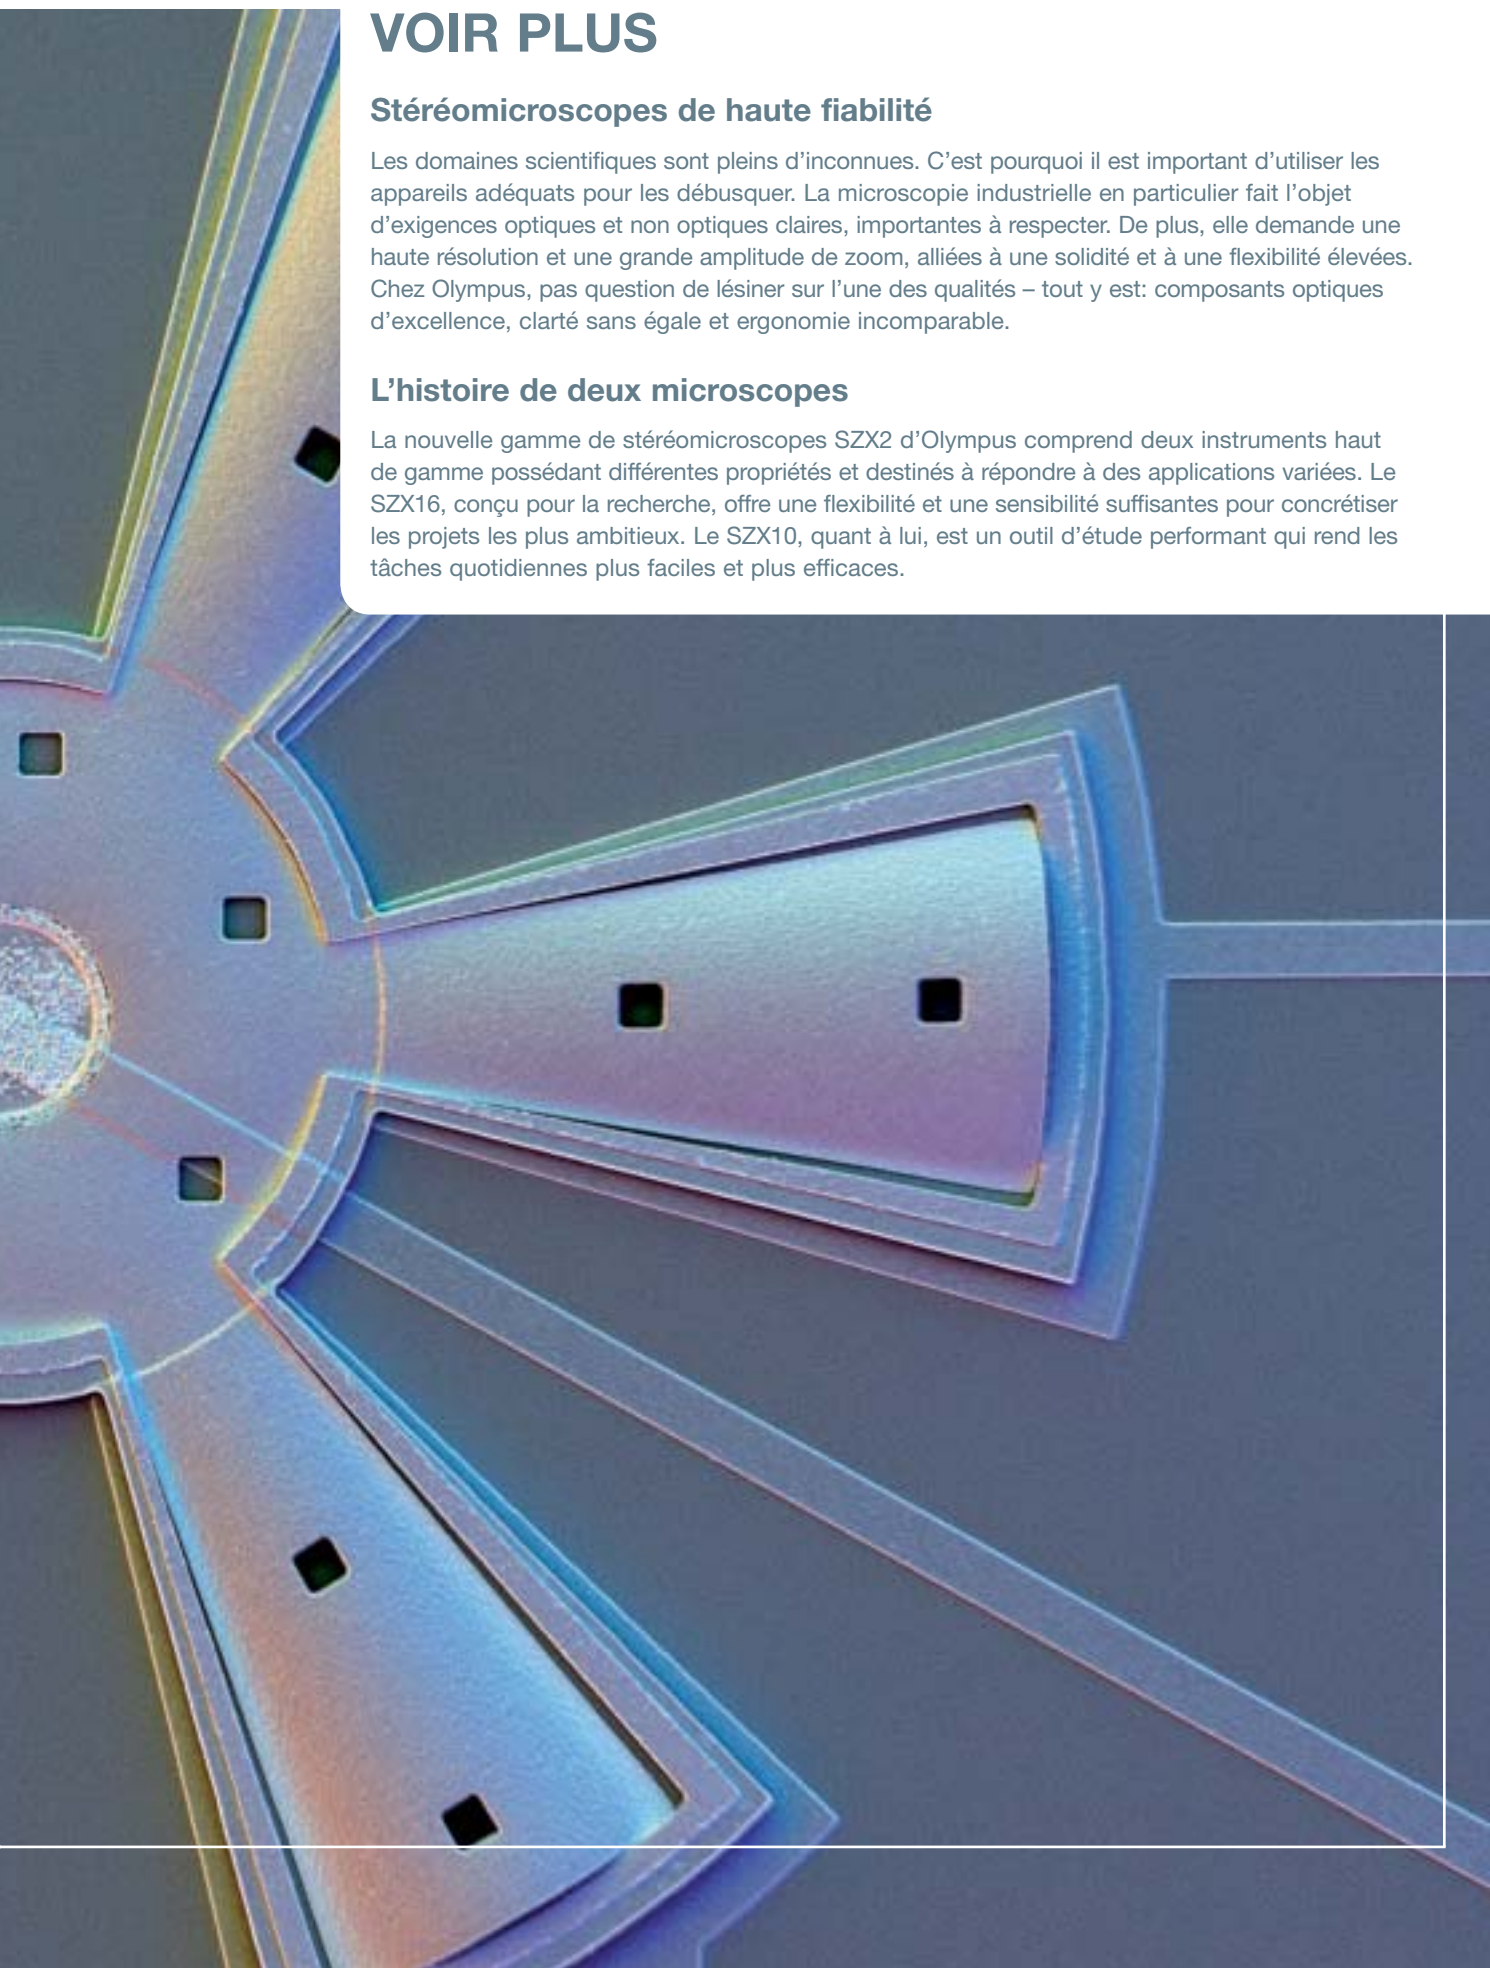 VOIR PLUS
Stéréomicroscopes de haute fiabilité
Les domaines scientifiques sont pleins d’inconnues. C’est pourquoi il est important d’utiliser les
appareils adéquats pour les débusquer. La microscopie industrielle en particulier fait l’objet
d’exigences optiques et non optiques claires, importantes à respecter. De plus, elle demande une
haute résolution et une grande amplitude de zoom, alliées à une solidité et à une flexibilité élevées.
Chez Olympus, pas question de lésiner sur l’une des qualités – tout y est: composants optiques
d’excellence, clarté sans égale et ergonomie incomparable.
L’histoire de deux microscopes
La nouvelle gamme de stéréomicroscopes SZX2 d’Olympus comprend deux instruments haut
de gamme possédant différentes propriétés et destinés à répondre à des applications variées. Le
SZX16, conçu pour la recherche, offre une flexibilité et une sensibilité suffisantes pour concrétiser
les projets les plus ambitieux. Le SZX10, quant à lui, est un outil d’étude performant qui rend les
tâches quotidiennes plus faciles et plus efficaces.